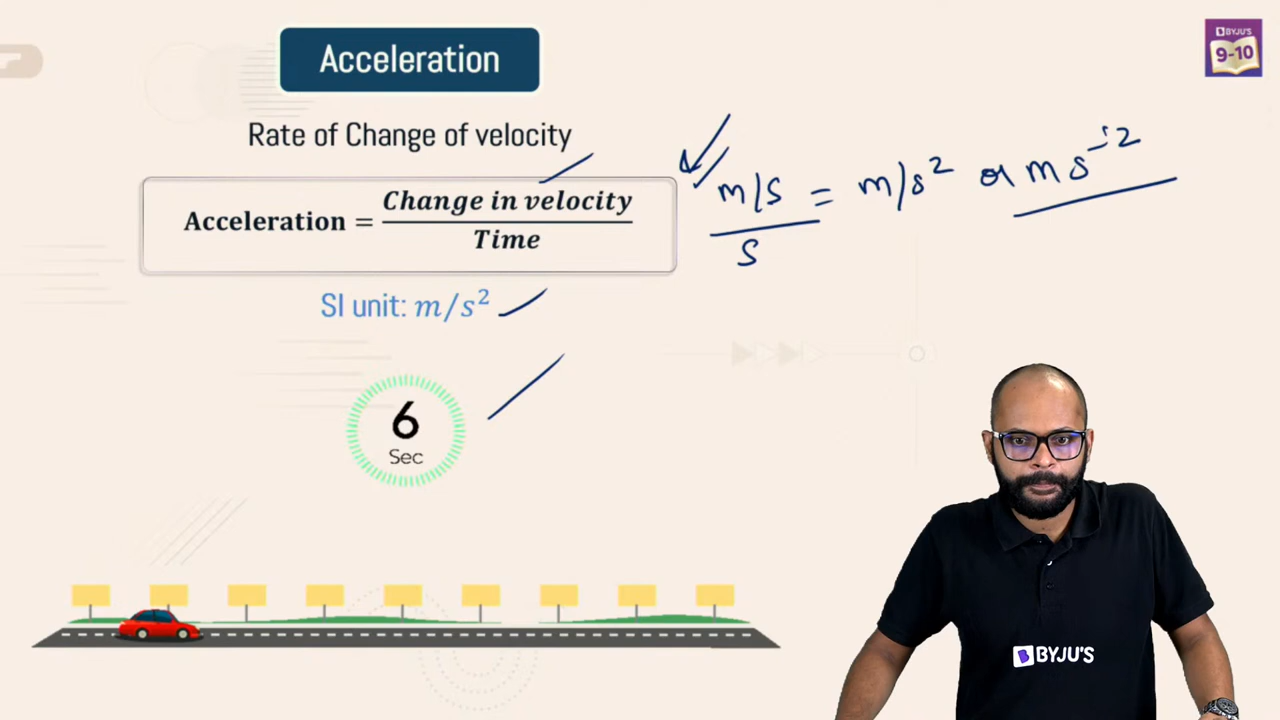 Acceleration
BYJU'S
9-10
Rate of Change of velocity
Acceleration = Change in velocity / Time
m/s / s = m/s² or ms⁻²
SI unit: m/s²
6
Sec
BYJU'S